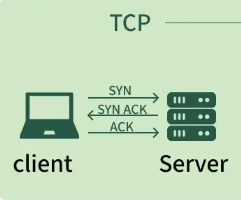 TCP
SYN
SYN ACK
ACK
client
Server